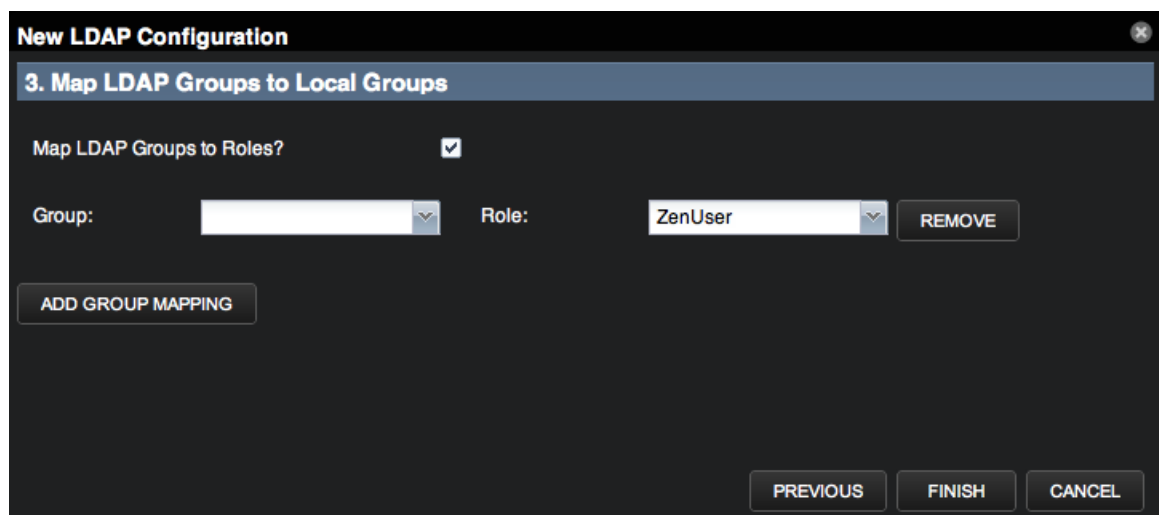 New LDAP Configuration
3. Map LDAP Groups to Local Groups
Map LDAP Groups to Roles?
Group: Role: ZenUser REMOVE
ADD GROUP MAPPING
PREVIOUS FINISH CANCEL